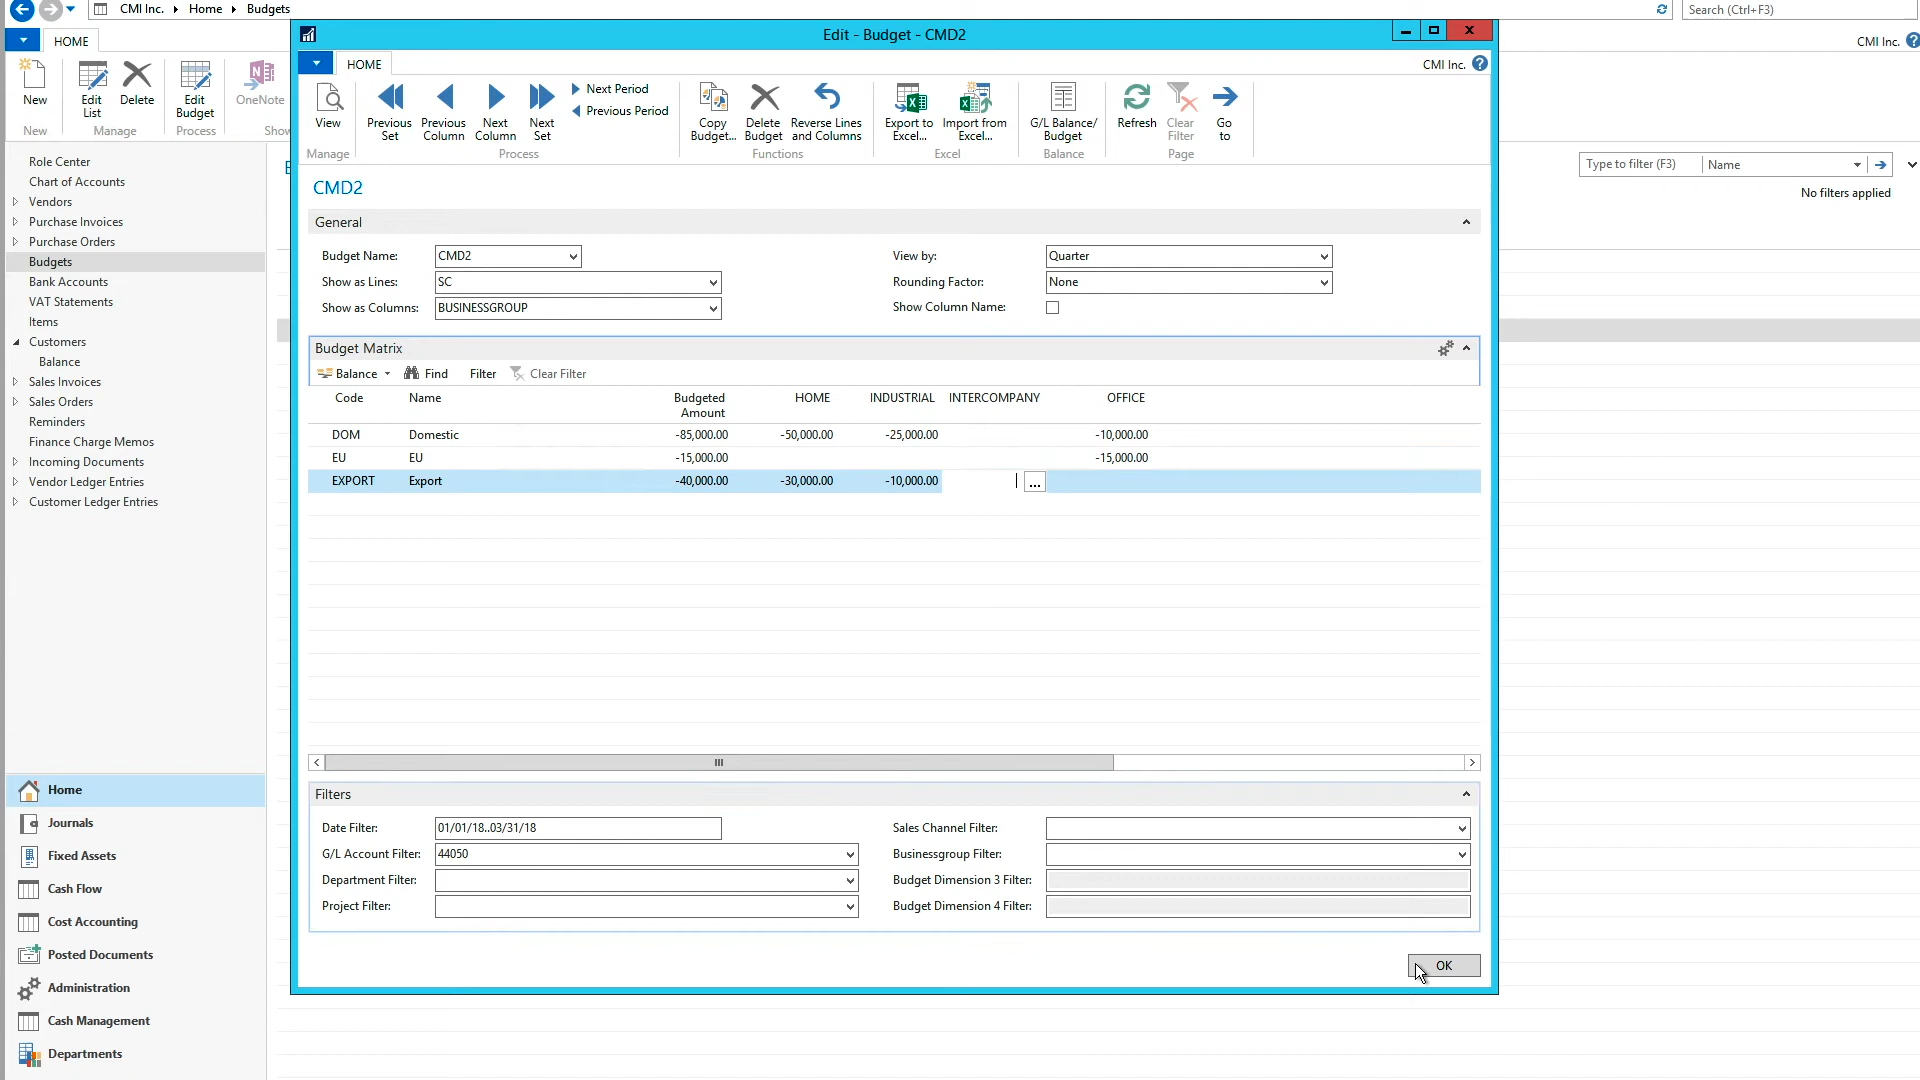 CMI Inc. Home Budgets
Search (Ctrl+F3)
HOME
CMI Inc.
New
Edit List
Delete
Edit Budget
OneNote
New
Manage
Process
Show
Role Center
Chart of Accounts
Vendors
Purchase Invoices
Purchase Orders
Budgets
Bank Accounts
VAT Statements
Items
Customers
Balance
Sales Invoices
Sales Orders
Reminders
Finance Charge Memos
Incoming Documents
Vendor Ledger Entries
Customer Ledger Entries
Home
Journals
Fixed Assets
Cash Flow
Cost Accounting
Posted Documents
Administration
Cash Management
Departments
Type to filter (F3) Name
No filters applied
Edit - Budget - CMD2
HOME
CMI Inc.
View
Previous Set
Previous Column
Next Column
Next Set
Next Period
Previous Period
Copy Budget...
Delete Budget
Reverse Lines and Columns
Export to Excel...
Import from Excel...
G/L Balance/ Budget
Refresh
Clear Filter
Go to
Manage
Process
Functions
Excel
Balance
Page
CMD2
General
Budget Name: CMD2
Show as Lines: SC
Show as Columns: BUSINESSGROUP
View by: Quarter
Rounding Factor: None
Show Column Name:
Budget Matrix
Balance Find Filter Clear Filter
Code Name Budgeted Amount HOME INDUSTRIAL INTERCOMPANY OFFICE
DOM Domestic -85,000.00 -50,000.00 -25,000.00 -10,000.00
EU EU -15,000.00 -15,000.00
EXPORT Export -40,000.00 -30,000.00 -10,000.00 ...
Filters
Date Filter: 01/01/18..03/31/18
G/L Account Filter: 44050
Department Filter:
Project Filter:
Sales Channel Filter:
Businessgroup Filter:
Budget Dimension 3 Filter:
Budget Dimension 4 Filter:
OK